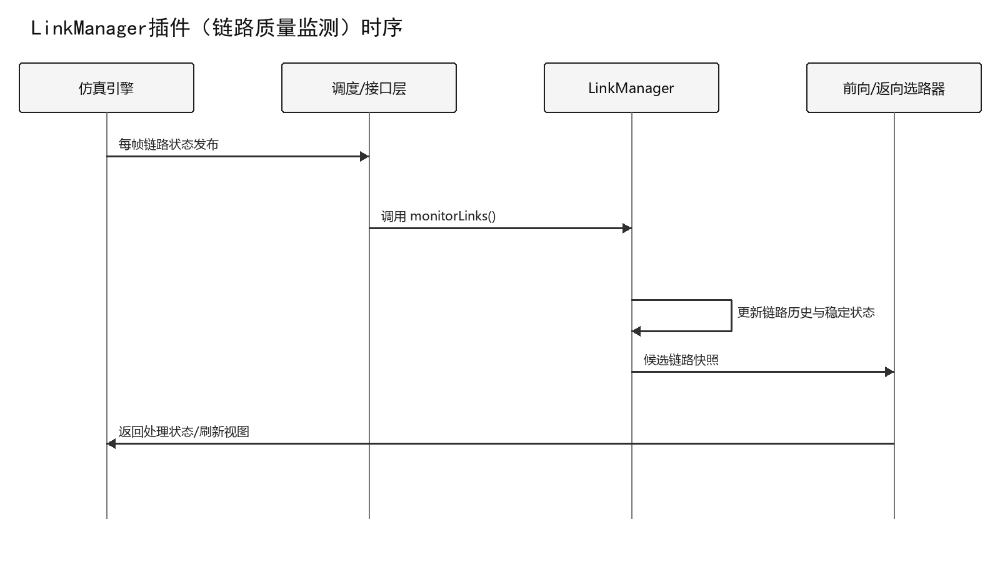 LinkManager插件（链路质量监测）时序
仿真引擎
调度/接口层
LinkManager
前向/返向选路器
每帧链路状态发布
调用 monitorLinks()
更新链路历史与稳定状态
候选链路快照
返回处理状态/刷新视图